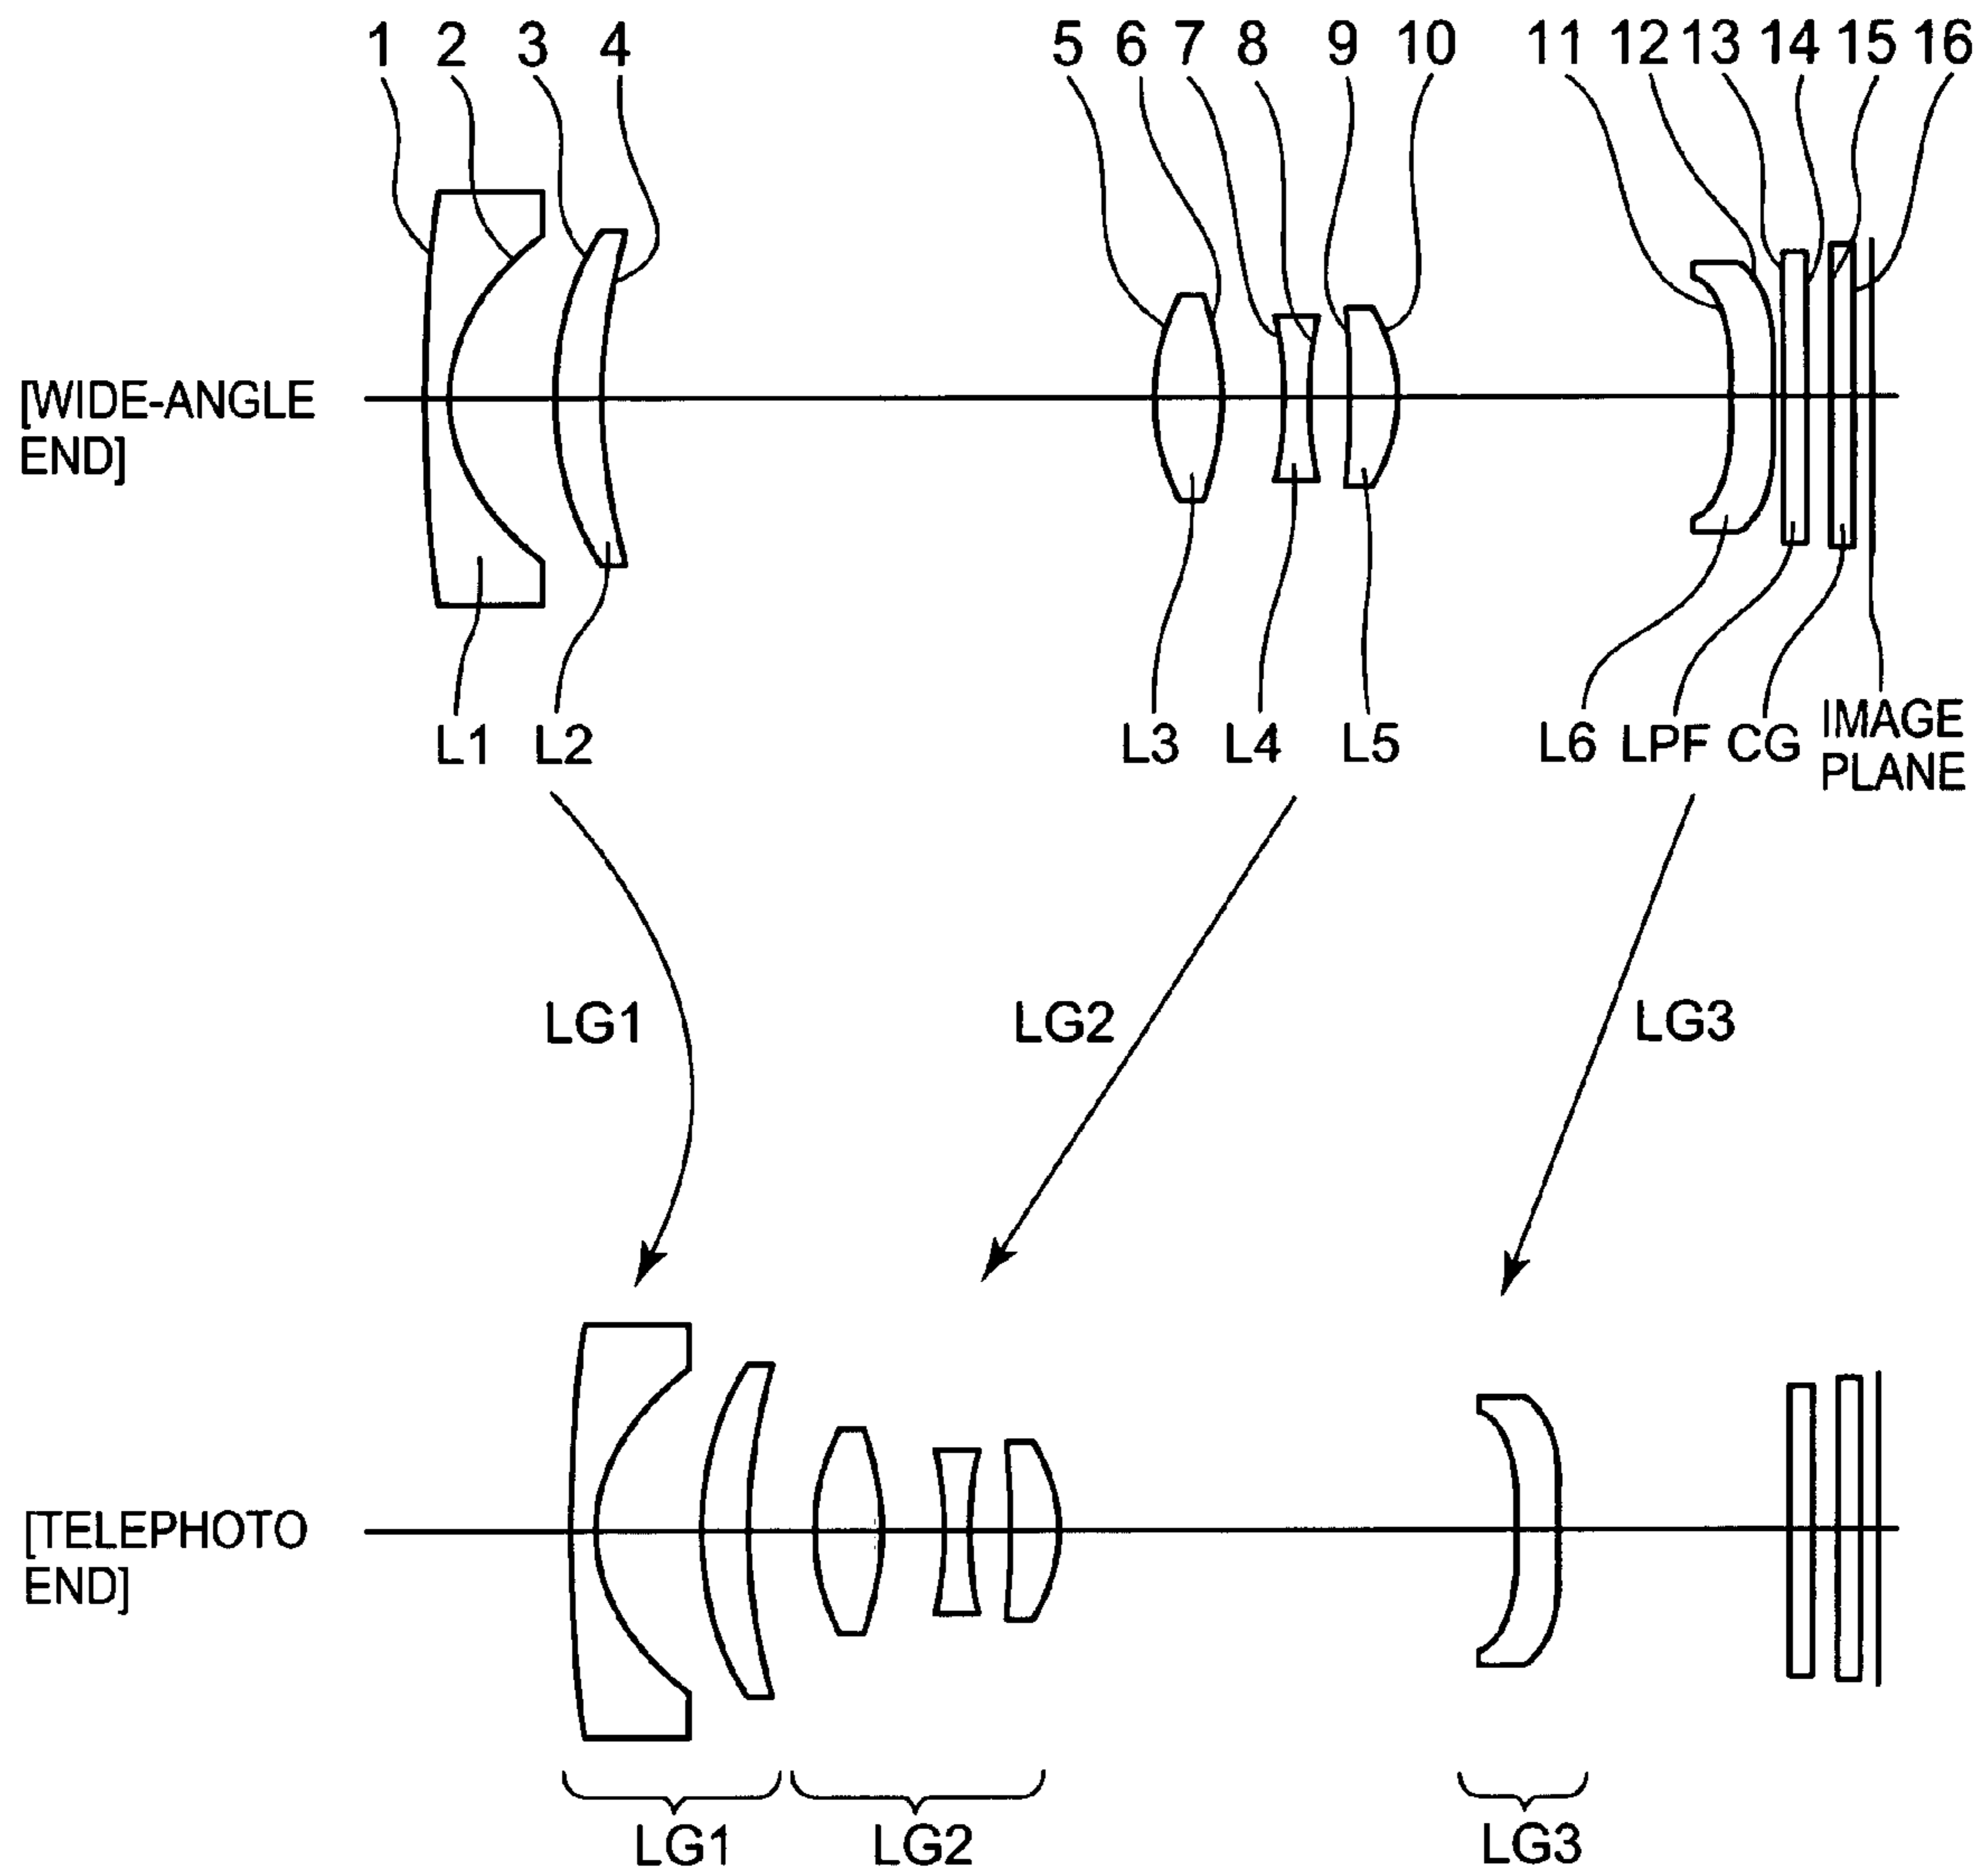 1 2 3 4 5 6 7 8 9 10 11 12 13 14 15 16
[WIDE-ANGLE
END]
L1 L2 L3 L4 L5 L6 LPF CG IMAGE
PLANE
LG1 LG2 LG3
[TELEPHOTO
END]
LG1 LG2 LG3